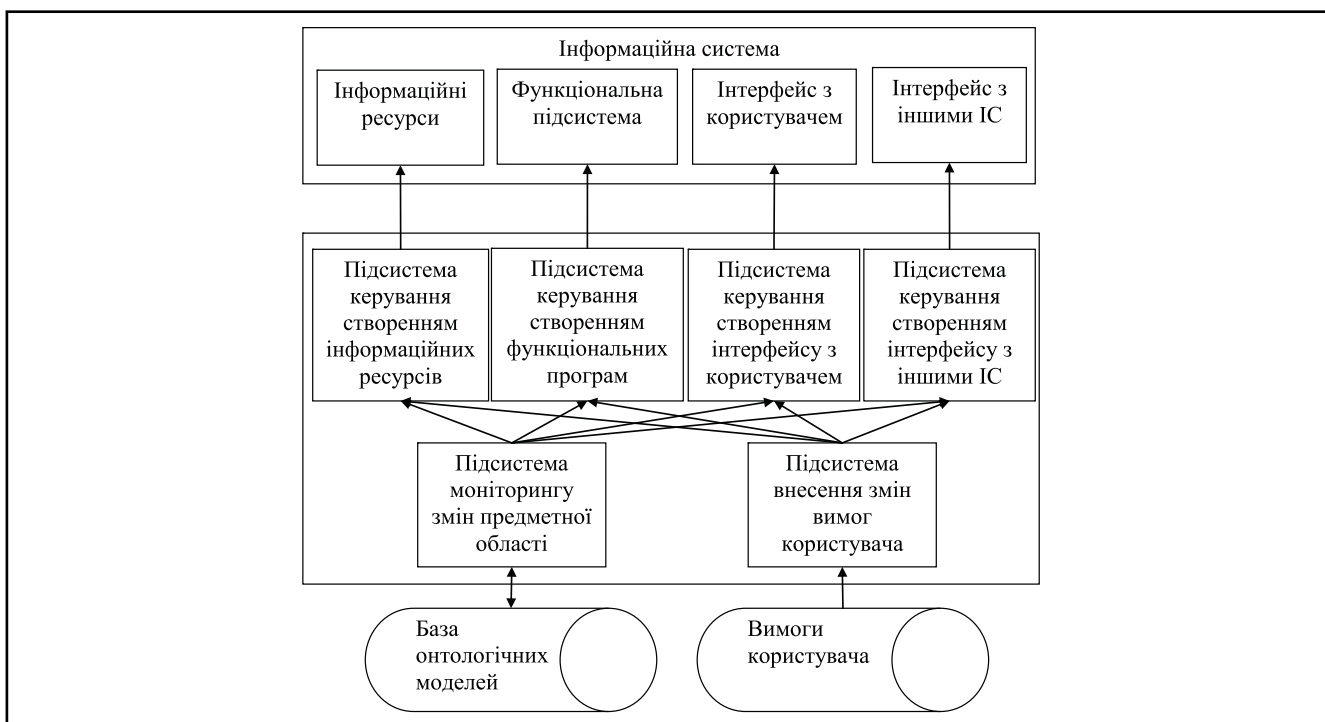 Інформаційна система
Інформаційні
ресурси
Функціональна
підсистема
Інтерфейс з
користувачем
Інтерфейс з
іншими ІС
Підсистема
керування
створенням
інформаційних
ресурсів
Підсистема
керування
створенням
функціональних
програм
Підсистема
керування
створенням
інтерфейсу з
користувачем
Підсистема
керування
створенням
інтерфейсу з
іншими ІС
Підсистема
моніторингу
змін предметної
області
Підсистема
внесення змін
вимог
користувача
База
онтологічних
моделей
Вимоги
користувача